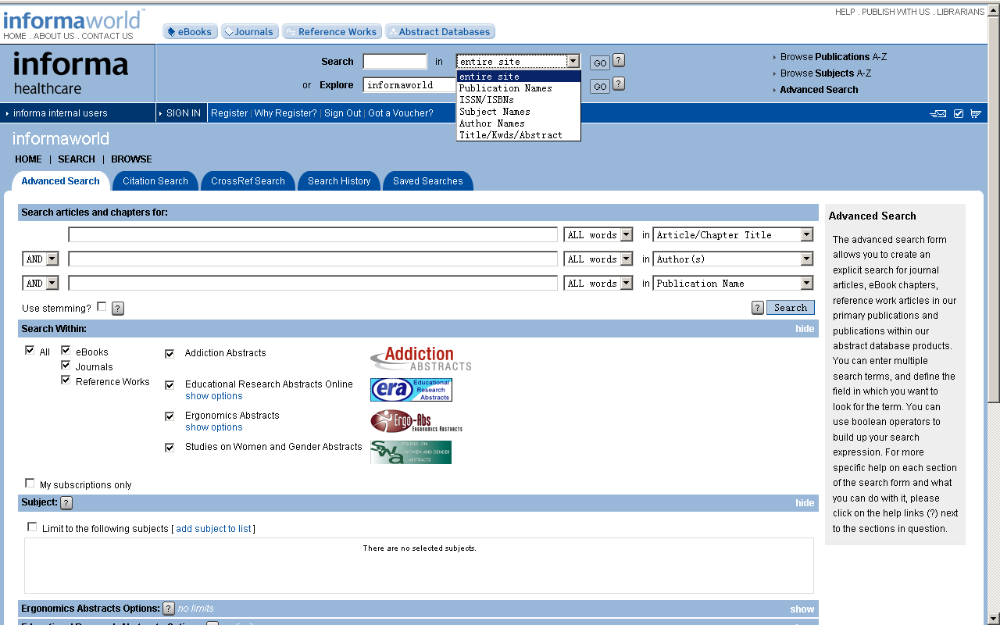 informaworld™
HELP . PUBLISH WITH US . LIBRARIANS
HOME . ABOUT US . CONTACT US
eBooks Journals Reference Works Abstract Databases
informa
healthcare
Search in entire site GO ?
or Explore informaworld GO ?
entire site
Publication Names
ISSN/ISBNs
Subject Names
Author Names
Title/Kwds/Abstract
Browse Publications A-Z
Browse Subjects A-Z
Advanced Search
informa internal users SIGN IN Register | Why Register? | Sign Out | Got a Voucher?
informaworld
HOME | SEARCH | BROWSE
Advanced Search Citation Search CrossRef Search Search History Saved Searches
Search articles and chapters for:
ALL words in Article/Chapter Title
AND ALL words in Author(s)
AND ALL words in Publication Name
Use stemming? ? ? Search
Search Within: hide
All eBooks
Journals
Reference Works
Addiction Abstracts
Addiction
ABSTRACTS
Educational Research Abstracts Online
show options
era Educational
Research
Abstracts
Ergonomics Abstracts
show options
Ergo-Abs
ERGONOMICS ABSTRACTS
Studies on Women and Gender Abstracts
SWA STUDIES ON
WOMEN AND GENDER
ABSTRACTS
My subscriptions only
Subject: ? hide
Limit to the following subjects [ add subject to list ]
There are no selected subjects.
Ergonomics Abstracts Options: ? no limits show
Advanced Search
The advanced search form
allows you to create an
explicit search for journal
articles, eBook chapters,
reference work articles in our
primary publications and
publications within our
abstract database products.
You can enter multiple
search terms, and define the
field in which you want to
look for the term. You can
use boolean operators to
build up your search
expression. For more
specific help on each section
of the search form and what
you can do with it, please
click on the help links (?) next
to the sections in question.